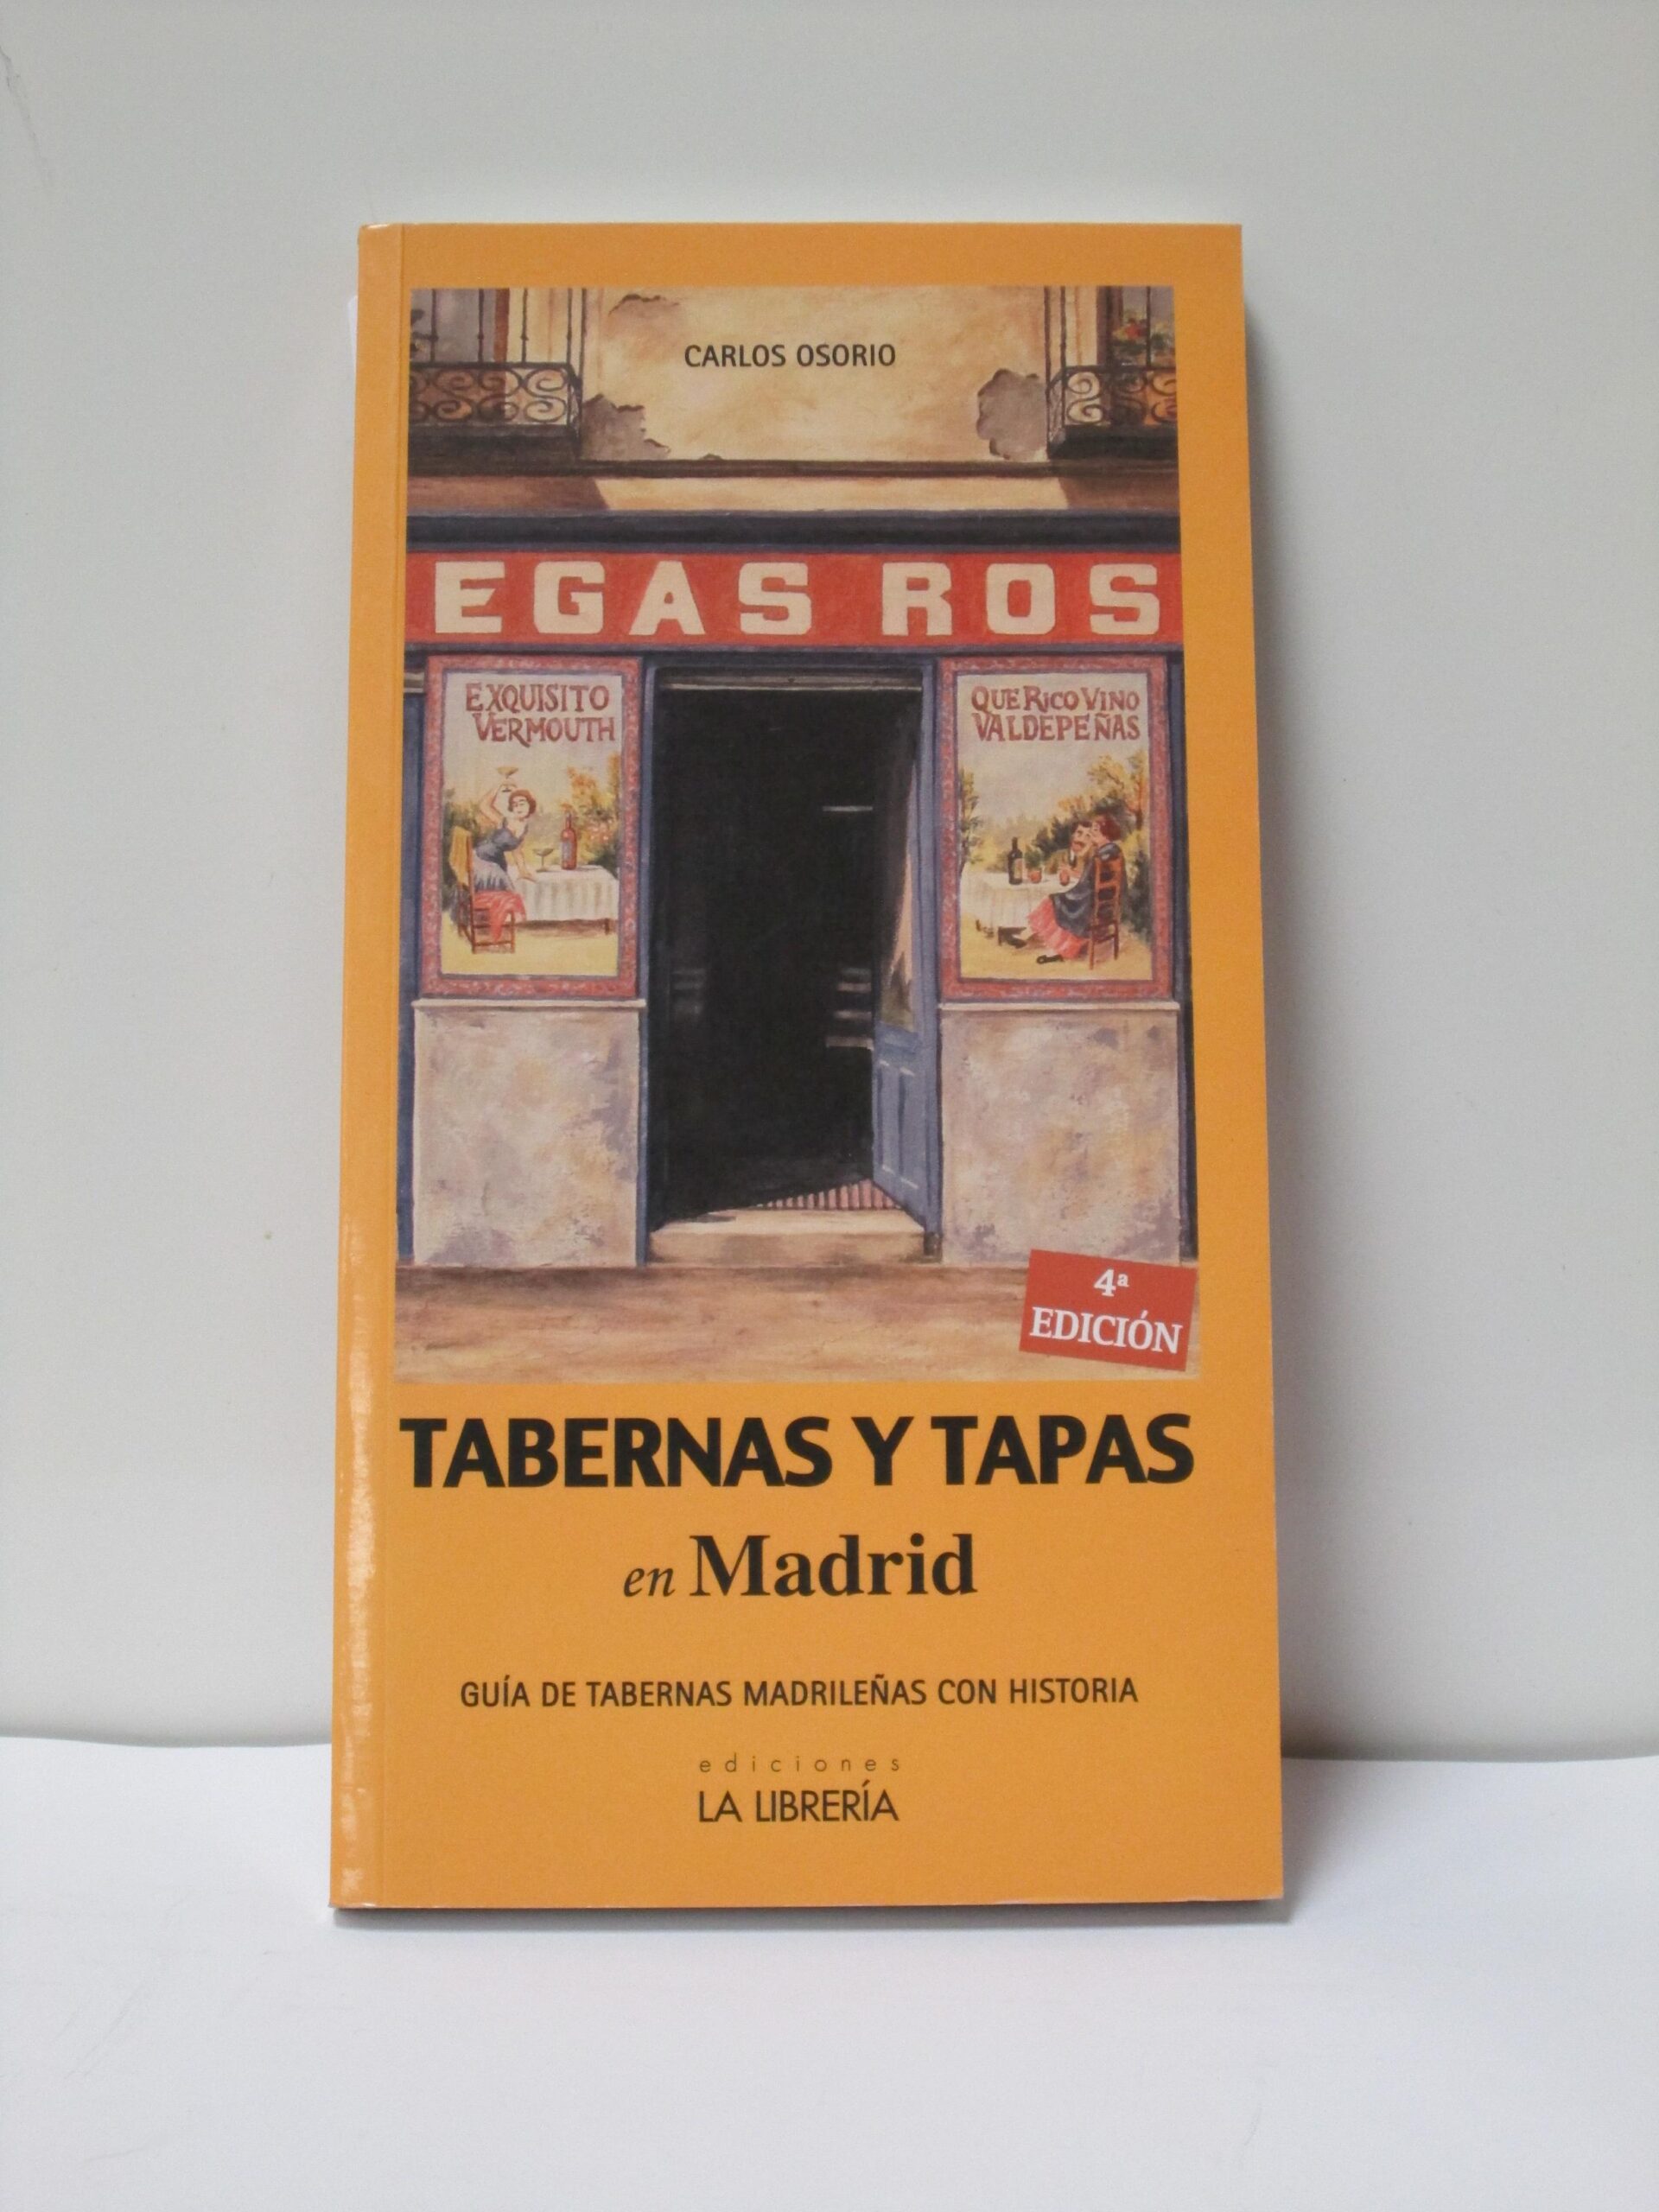 CARLOS OSORIO
EGAS ROS
EXQUISITO
VERMOUTH
QUE RICO VINO
VALDEPEÑAS
4ª
EDICIÓN
TABERNAS Y TAPAS
en Madrid
GUÍA DE TABERNAS MADRILEÑAS CON HISTORIA
ediciones
LA LIBRERÍA